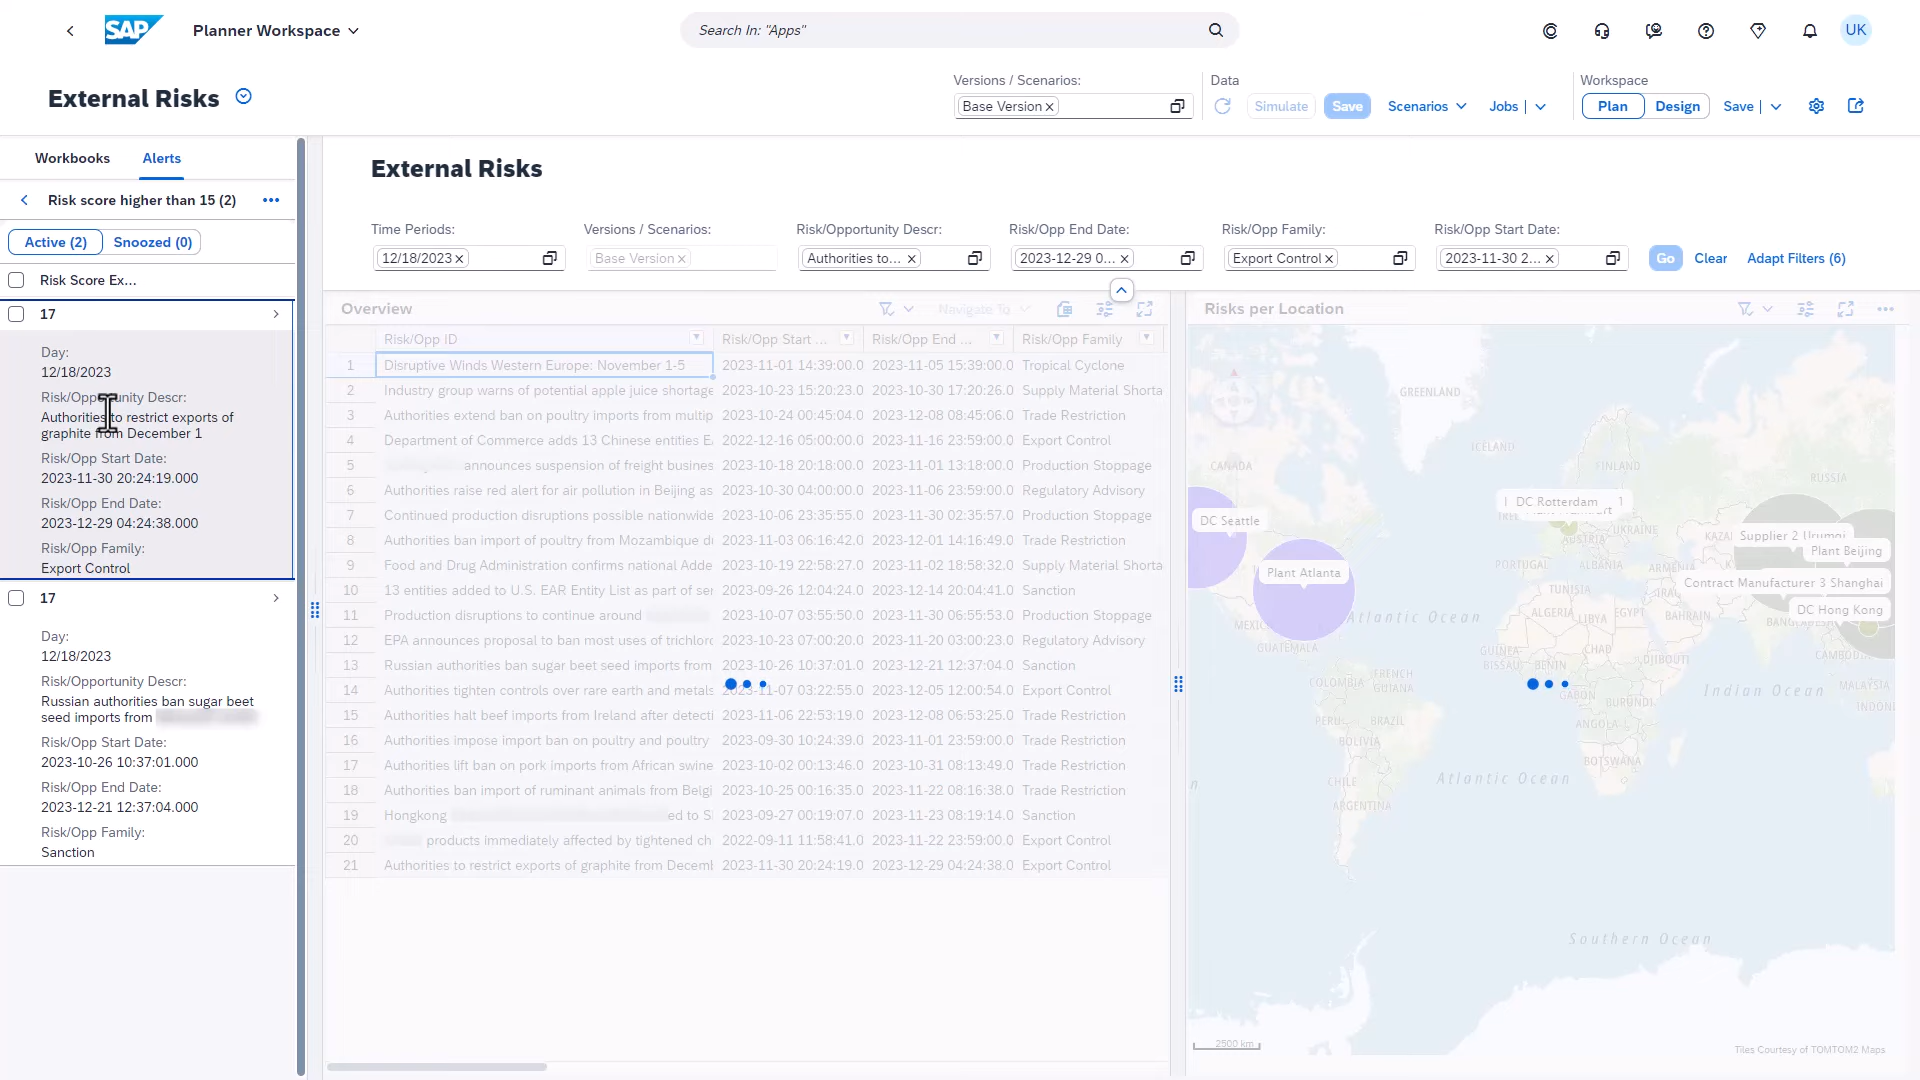 SAP Planner Workspace
Search In: "Apps"
UK
External Risks
Versions / Scenarios:
Base Version
Data
Simulate
Save
Scenarios
Jobs
Workspace
Plan
Design
Save
Workbooks
Alerts
Risk score higher than 15 (2)
Active (2)
Snoozed (0)
Risk Score Ex...
17
Day:
12/18/2023
Risk/Opportunity Descr:
Authorities to restrict exports of
graphite from December 1
Risk/Opp Start Date:
2023-11-30 20:24:19.000
Risk/Opp End Date:
2023-12-29 04:24:38.000
Risk/Opp Family:
Export Control
17
Day:
12/18/2023
Risk/Opportunity Descr:
Russian authorities ban sugar beet
seed imports from
Risk/Opp Start Date:
2023-10-26 10:37:01.000
Risk/Opp End Date:
2023-12-21 12:37:04.000
Risk/Opp Family:
Sanction
External Risks
Time Periods:
12/18/2023
Versions / Scenarios:
Base Version
Risk/Opportunity Descr:
Authorities to...
Risk/Opp End Date:
2023-12-29 0...
Risk/Opp Family:
Export Control
Risk/Opp Start Date:
2023-11-30 2...
Go
Clear
Adapt Filters (6)
Overview
Navigate To
Risk/Opp ID Risk/Opp Start ... Risk/Opp End ... Risk/Opp Family
1 Disruptive Winds Western Europe: November 1-5 2023-11-01 14:39:00.0 2023-11-05 15:39:00.0 Tropical Cyclone
2 Industry group warns of potential apple juice shortage 2023-10-23 15:20:23.0 2023-10-30 17:20:26.0 Supply Material Shorta
3 Authorities extend ban on poultry imports from multip 2023-10-24 00:45:04.0 2023-12-08 08:45:06.0 Trade Restriction
4 Department of Commerce adds 13 Chinese entities E 2022-12-16 05:00:00.0 2023-11-16 23:59:00.0 Export Control
5 announces suspension of freight busines 2023-10-18 20:18:00.0 2023-11-01 13:18:00.0 Production Stoppage
6 Authorities raise red alert for air pollution in Beijing as 2023-10-30 04:00:00.0 2023-11-06 23:59:00.0 Regulatory Advisory
7 Continued production disruptions possible nationwide 2023-10-06 23:35:55.0 2023-11-30 02:35:57.0 Production Stoppage
8 Authorities ban import of poultry from Mozambique d 2023-11-03 06:16:42.0 2023-12-01 14:16:49.0 Trade Restriction
9 Food and Drug Administration confirms national Adde 2023-10-19 22:58:27.0 2023-11-02 18:58:32.0 Supply Material Shorta
10 13 entities added to U.S. EAR Entity List as part of ser 2023-09-26 12:04:24.0 2023-12-14 20:04:41.0 Sanction
11 Production disruptions to continue around 2023-10-07 03:55:50.0 2023-11-30 06:55:53.0 Production Stoppage
12 EPA announces proposal to ban most uses of trichlorc 2023-10-23 07:00:20.0 2023-11-20 03:00:23.0 Regulatory Advisory
13 Russian authorities ban sugar beet seed imports from 2023-10-26 10:37:01.0 2023-12-21 12:37:04.0 Sanction
14 Authorities tighten controls over rare earth and metals 2023-11-07 03:22:55.0 2023-12-05 12:00:54.0 Export Control
15 Authorities halt beef imports from Ireland after detecti 2023-11-06 22:53:19.0 2023-12-08 06:53:25.0 Trade Restriction
16 Authorities impose import ban on poultry and poultry 2023-09-30 10:24:39.0 2023-11-01 23:59:00.0 Trade Restriction
17 Authorities lift ban on pork imports from African swine 2023-10-02 00:13:46.0 2023-10-31 08:13:49.0 Trade Restriction
18 Authorities ban import of ruminant animals from Belgi 2023-10-25 00:16:35.0 2023-11-22 08:16:38.0 Trade Restriction
19 Hongkong ed to S 2023-09-27 00:19:07.0 2023-11-23 08:19:14.0 Sanction
20 products immediately affected by tightened ch 2022-09-11 11:58:41.0 2023-11-22 23:59:00.0 Export Control
21 Authorities to restrict exports of graphite from Decemb 2023-11-30 20:24:19.0 2023-12-29 04:24:38.0 Export Control
Risks per Location
GREENLAND
ICELAND
CANADA
FINLAND
RUSSIA
DC Seattle
DC Rotterdam
UKRAINE
Supplier 2 Urumqi
Plant Beijing
AUSTRIA
PORTUGAL
ALBANIA
ARMENIA
Plant Atlanta
Contract Manufacturer 3 Shanghai
TUNISIA
DC Hong Kong
Atlantic Ocean
ALGERIA
LIBYA
EGYPT
BAHRAIN
GUATEMALA
CHAD
DJIBOUTI
CAMBODIA
GUINEA-BISSAU
BENIN
FRENCH GUIANA
COLOMBIA
GABON
BURUNDI
Indian Ocean
MALAYSIA
PERU
BRAZIL
ANGOLA
BOLIVIA
BOTSWANA
CHILE
Atlantic Ocean
ARGENTINA
Southern Ocean
2500 km
Tiles Courtesy of TOMTOM2 Maps